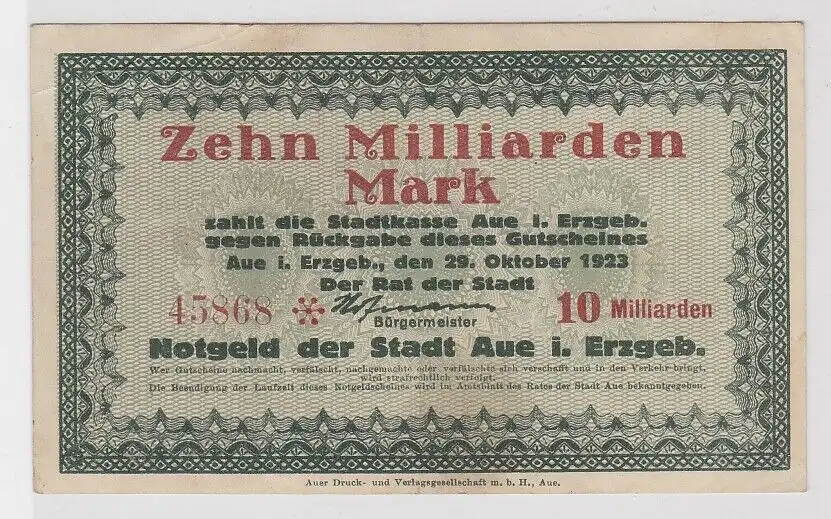 Zehn Milliarden
Mark
zahlt die Stadtkasse Aue i. Erzgeb.
gegen Rückgabe dieses Gutscheines
Aue i. Erzgeb., den 29. Oktober 1923
Der Rat der Stadt
45868 Hofmann 10 Milliarden
Bürgermeister
Notgeld der Stadt Aue i. Erzgeb.
Wer Gutscheine nachmacht, verfälscht, nachgemachte oder verfälschte sich verschafft und in den Verkehr bringt,
wird strafrechtlich verfolgt.
Die Beendigung der Laufzeit dieses Notgeldscheines wird im Amtsblatt des Rates der Stadt Aue bekanntgegeben.
Auer Druck- und Verlagsgesellschaft m. b. H., Aue.